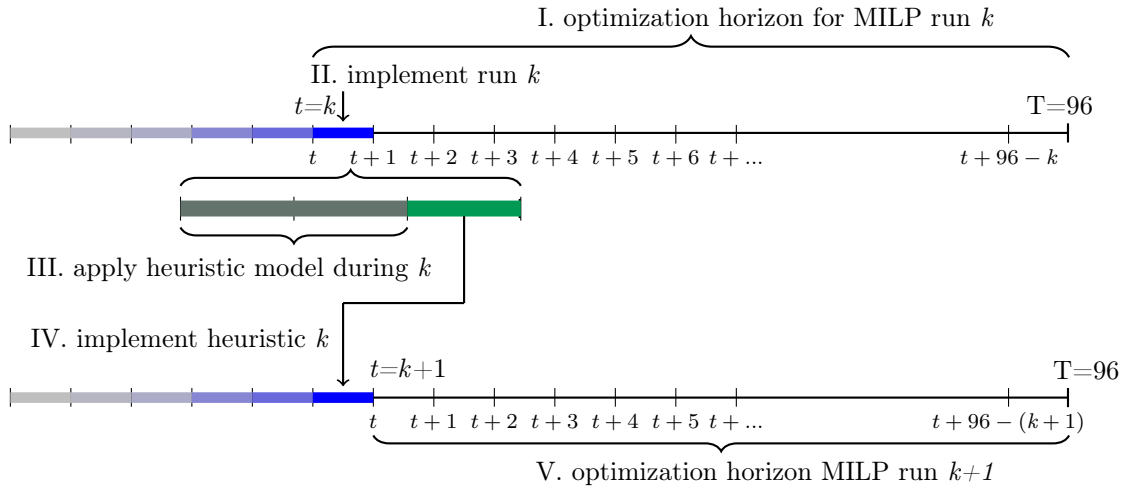 I. optimization horizon for MILP run k
II. implement run k
t=k
T=96
t t + 1 t + 2 t + 3 t + 4 t + 5 t + 6 t + ... t + 96 − k
III. apply heuristic model during k
IV. implement heuristic k
t=k+1
T=96
t t + 1 t + 2 t + 3 t + 4 t + 5 t + ... t + 96 − (k + 1)
V. optimization horizon MILP run k+1